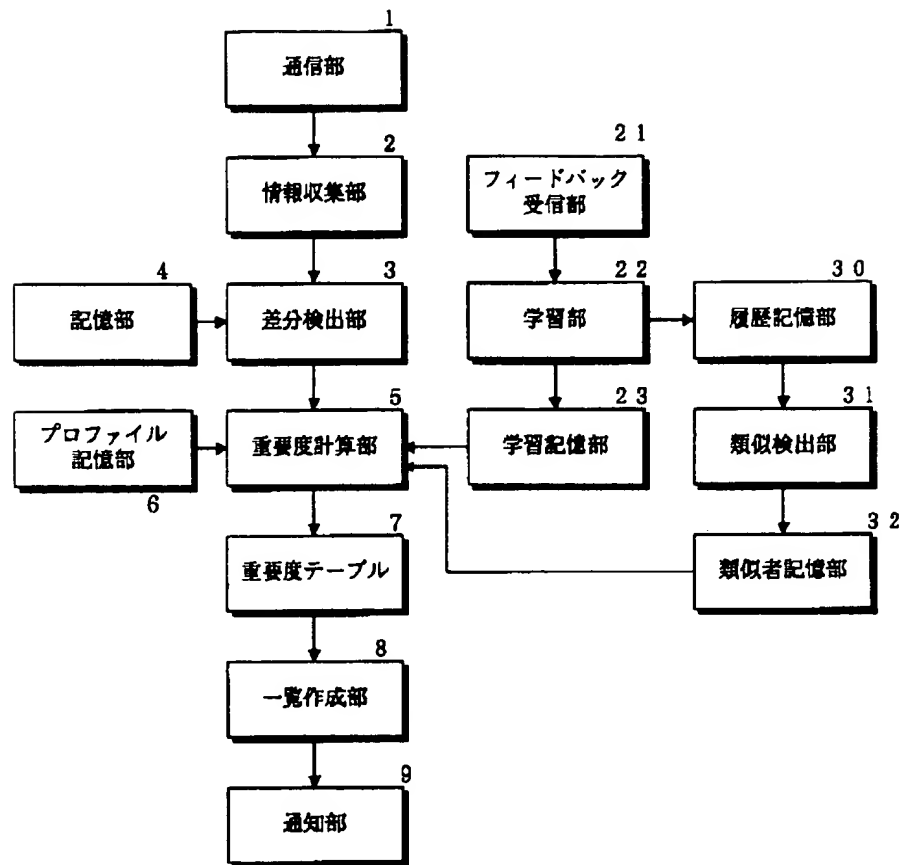 1
通信部
2
情報収集部
21
フィードバック
受信部
4
記憶部
3
差分検出部
22
学習部
30
履歴記憶部
プロファイル
記憶部
6
5
重要度計算部
23
学習記憶部
31
類似検出部
7
重要度テーブル
32
類似者記憶部
8
一覧作成部
9
通知部